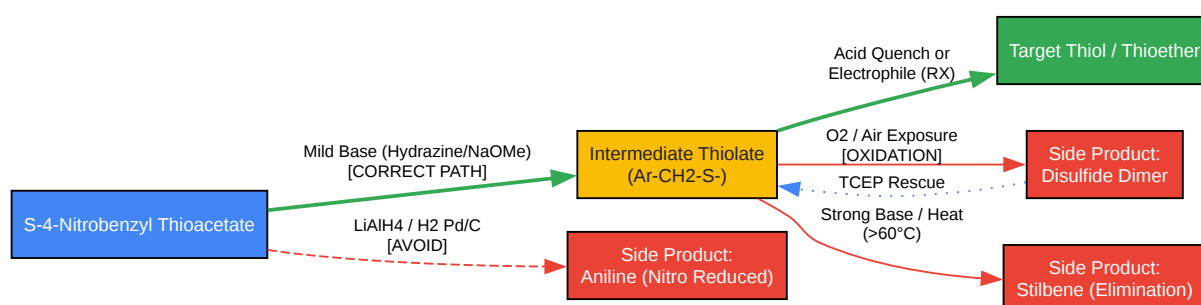 S-4-Nitrobenzyl Thioacetate
Mild Base (Hydrazine/NaOMe)
[CORRECT PATH]
LiAlH4 / H2 Pd/C
[AVOID]
Intermediate Thiolate
(Ar-CH2-S-)
Side Product:
Aniline (Nitro Reduced)
Acid Quench or
Electrophile (RX)
O2 / Air Exposure
[OXIDATION]
TCEP Rescue
Strong Base / Heat
(>60°C)
Target Thiol / Thioether
Side Product:
Disulfide Dimer
Side Product:
Stilbene (Elimination)